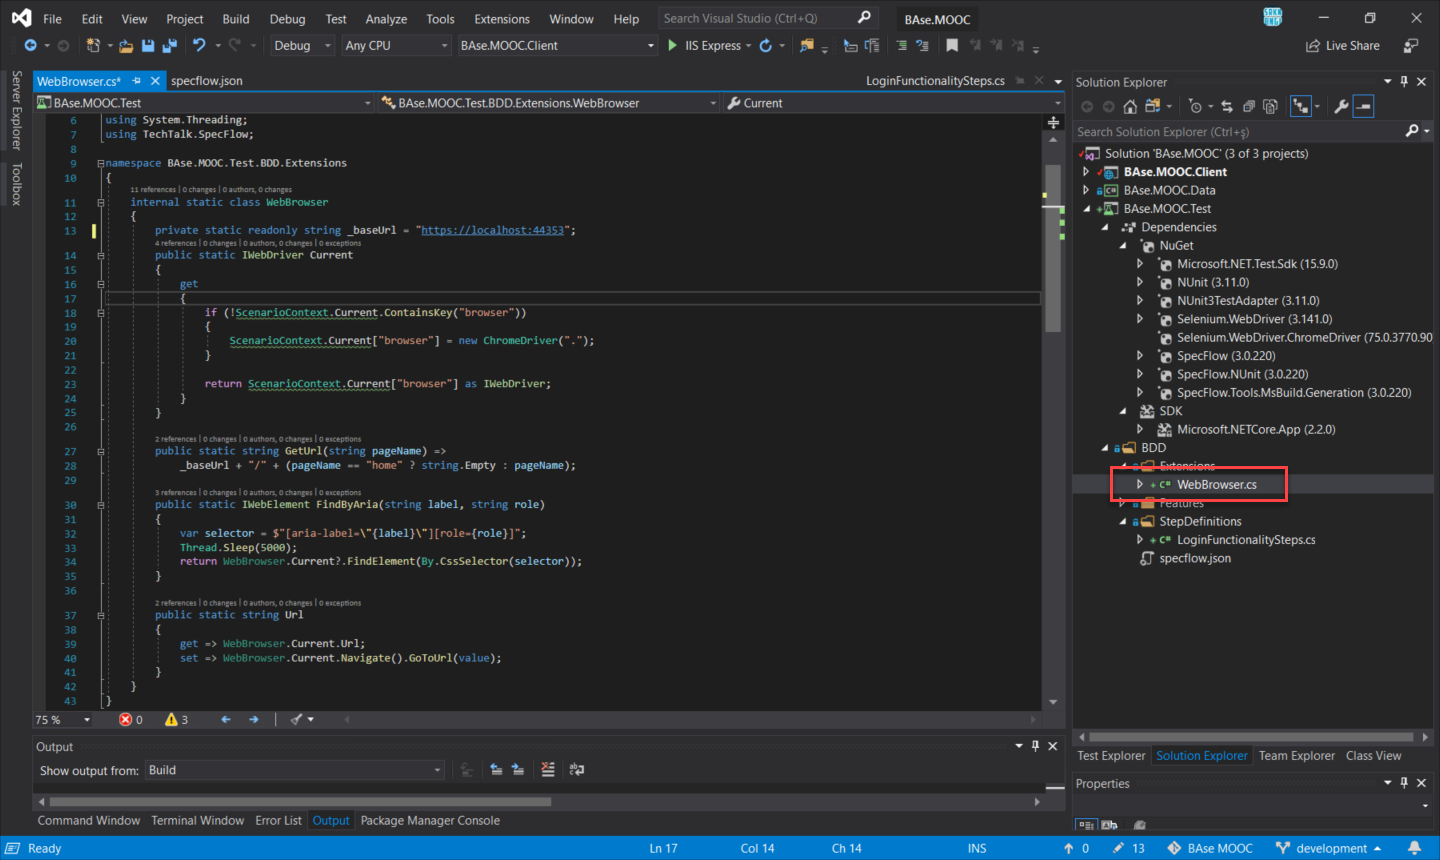 File Edit View Project Build Debug Test Analyze Tools Extensions Window Help Search Visual Studio (Ctrl+Q) BAse.MOOC
Debug Any CPU BAse.MOOC.Client IIS Express Live Share
Server Explorer
Toolbox
WebBrowser.cs* specflow.json LoginFunctionalitySteps.cs
BAse.MOOC.Test BAse.MOOC.Test.BDD.Extensions.WebBrowser Current
6 using System.Threading;
7 using TechTalk.SpecFlow;
8
9 namespace BAse.MOOC.Test.BDD.Extensions
10 {
11 references | 0 changes | 0 authors, 0 changes
11 internal static class WebBrowser
12 {
13 private static readonly string _baseUrl = "https://localhost:44353";
4 references | 0 changes | 0 authors, 0 changes | 0 exceptions
14 public static IWebDriver Current
15 {
16 get
17 {
18 if (!ScenarioContext.Current.ContainsKey("browser"))
19 {
20 ScenarioContext.Current["browser"] = new ChromeDriver(".");
21 }
22
23 return ScenarioContext.Current["browser"] as IWebDriver;
24 }
25 }
26
2 references | 0 changes | 0 authors, 0 changes | 0 exceptions
27 public static string GetUrl(string pageName) =>
28 _baseUrl + "/" + (pageName == "home" ? string.Empty : pageName);
29
3 references | 0 changes | 0 authors, 0 changes | 0 exceptions
30 public static IWebElement FindByAria(string label, string role)
31 {
32 var selector = $"[aria-label=\"{label}\"][role={role}]";
33 Thread.Sleep(5000);
34 return WebBrowser.Current?.FindElement(By.CssSelector(selector));
35 }
36
2 references | 0 changes | 0 authors, 0 changes | 0 exceptions
37 public static string Url
38 {
39 get => WebBrowser.Current.Url;
40 set => WebBrowser.Current.Navigate().GoToUrl(value);
41 }
42 }
43 }
75 % 0 3
Output
Show output from: Build
Command Window Terminal Window Error List Output Package Manager Console
Solution Explorer
Search Solution Explorer (Ctrl+ş)
Solution 'BAse.MOOC' (3 of 3 projects)
BAse.MOOC.Client
BAse.MOOC.Data
BAse.MOOC.Test
Dependencies
NuGet
Microsoft.NET.Test.Sdk (15.9.0)
NUnit (3.11.0)
NUnit3TestAdapter (3.11.0)
Selenium.WebDriver (3.141.0)
Selenium.WebDriver.ChromeDriver (75.0.3770.90
SpecFlow (3.0.220)
SpecFlow.NUnit (3.0.220)
SpecFlow.Tools.MsBuild.Generation (3.0.220)
SDK
Microsoft.NETCore.App (2.2.0)
BDD
Extensions
C# WebBrowser.cs
Features
StepDefinitions
C# LoginFunctionalitySteps.cs
specflow.json
Test Explorer Solution Explorer Team Explorer Class View
Properties
Ready Ln 17 Col 14 Ch 14 INS 0 13 BAse MOOC development